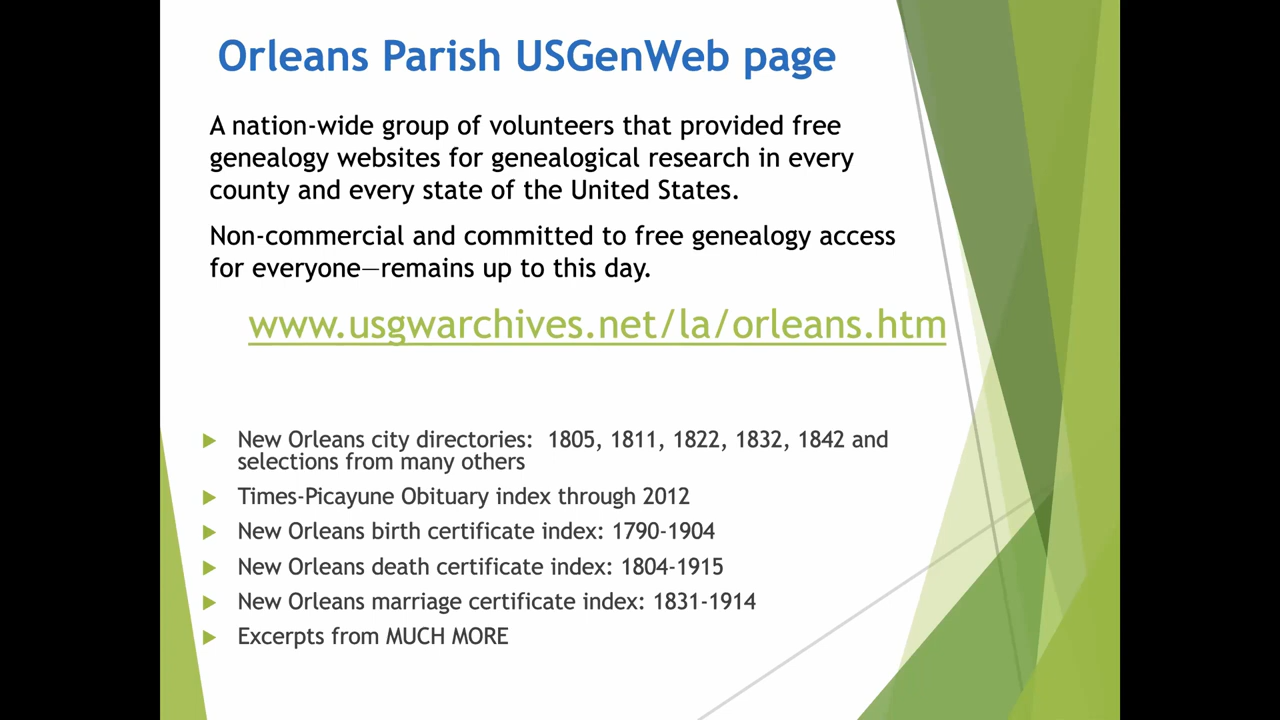 Orleans Parish USGenWeb page
A nation-wide group of volunteers that provided free
genealogy websites for genealogical research in every
county and every state of the United States.
Non-commercial and committed to free genealogy access
for everyone—remains up to this day.
www.usgwarchives.net/la/orleans.htm
New Orleans city directories:  1805, 1811, 1822, 1832, 1842 and
selections from many others
Times-Picayune Obituary index through 2012
New Orleans birth certificate index: 1790-1904
New Orleans death certificate index: 1804-1915
New Orleans marriage certificate index: 1831-1914
Excerpts from MUCH MORE